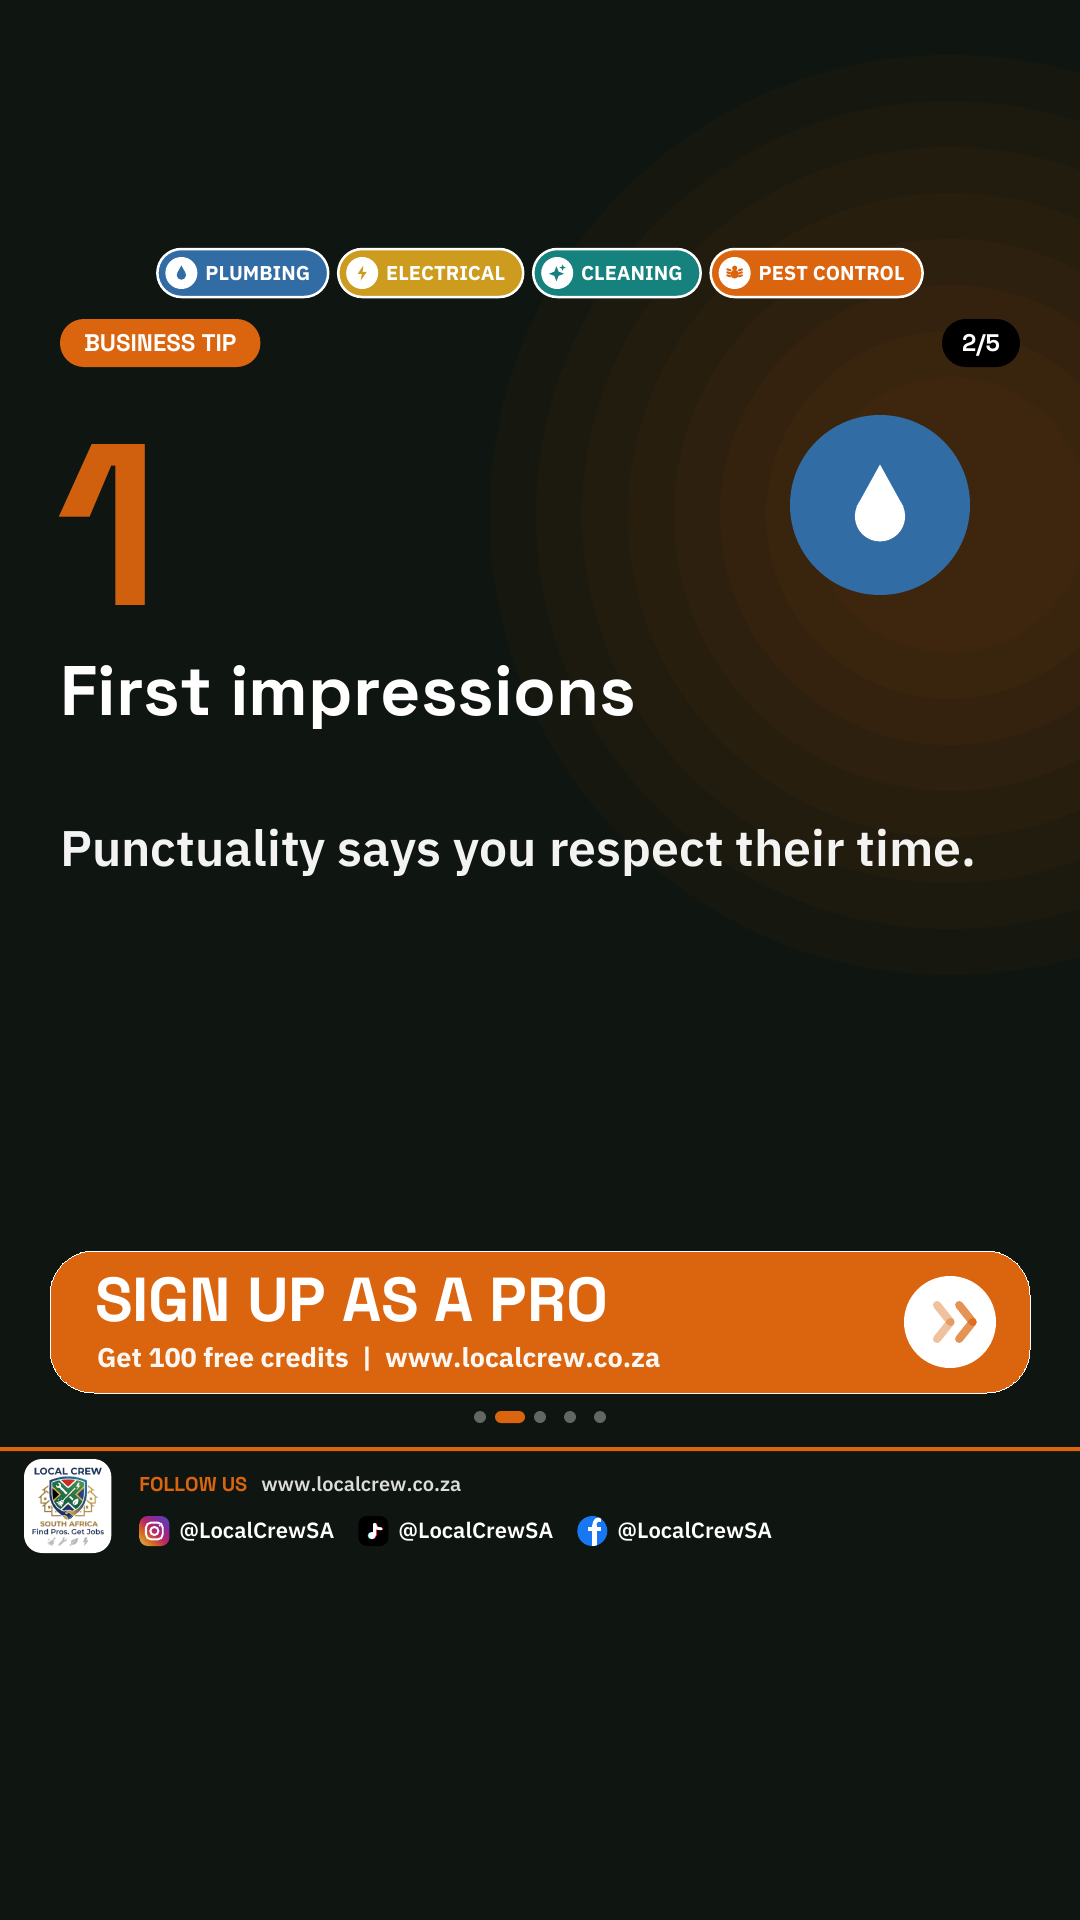 PLUMBING ELECTRICAL CLEANING PEST CONTROL
BUSINESS TIP 2/5
1
First impressions
Punctuality says you respect their time.
SIGN UP AS A PRO
Get 100 free credits | www.localcrew.co.za
LOCAL CREW
SOUTH AFRICA
Find Pros. Get Jobs
FOLLOW US www.localcrew.co.za
@LocalCrewSA @LocalCrewSA @LocalCrewSA